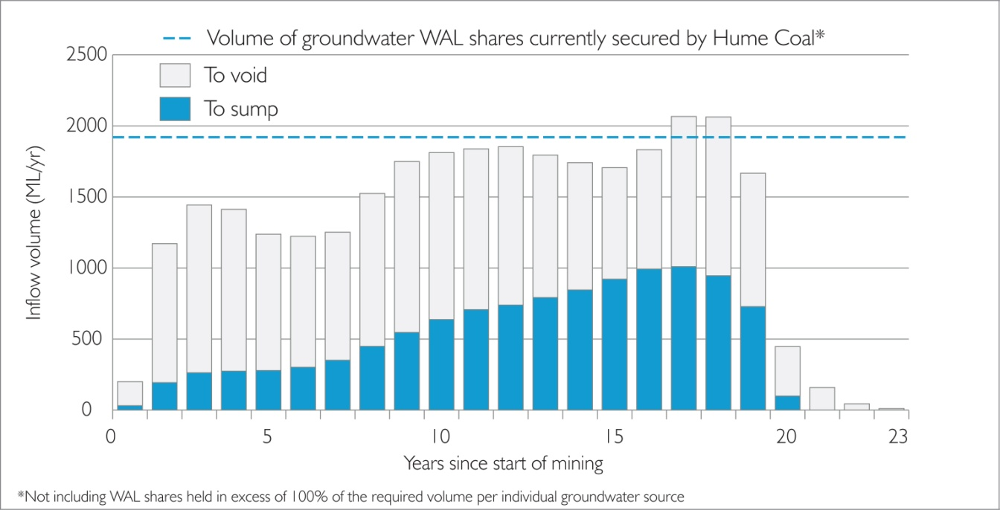 Volume of groundwater WAL shares currently secured by Hume Coal*
2500
To void
To sump
2000
1500
1000
500
0
Inflow volume (ML/yr)
0 5 10 15 20 23
Years since start of mining
*Not including WAL shares held in excess of 100% of the required volume per individual groundwater source